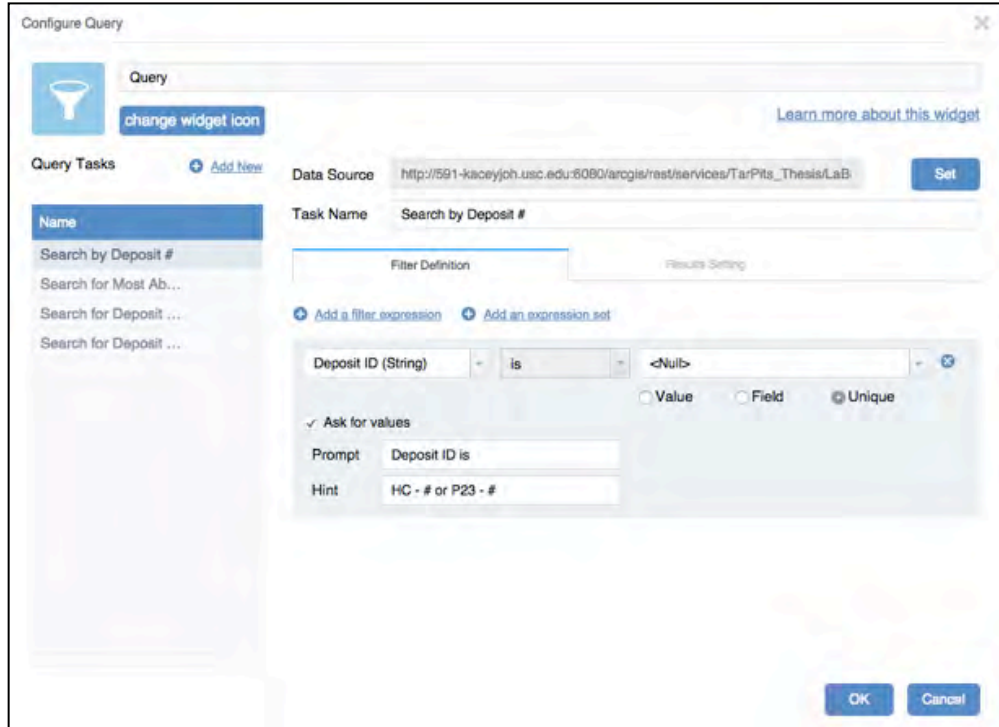 Configure Query
Query
change widget icon
Learn more about this widget
Query Tasks
Add New
Name
Search by Deposit #
Search for Most Ab...
Search for Deposit ...
Search for Deposit ...
Data Source
http://591-kaceyjoh.usc.edu:6080/arcgis/rest/services/TarPits_Thesis/LaB
Set
Task Name
Search by Deposit #
Filter Definition
Results Setting
Add a filter expression
Add an expression set
Deposit ID (String)
is
<Null>
Value
Field
Unique
Ask for values
Prompt
Deposit ID is
Hint
HC - # or P23 - #
OK
Cancel